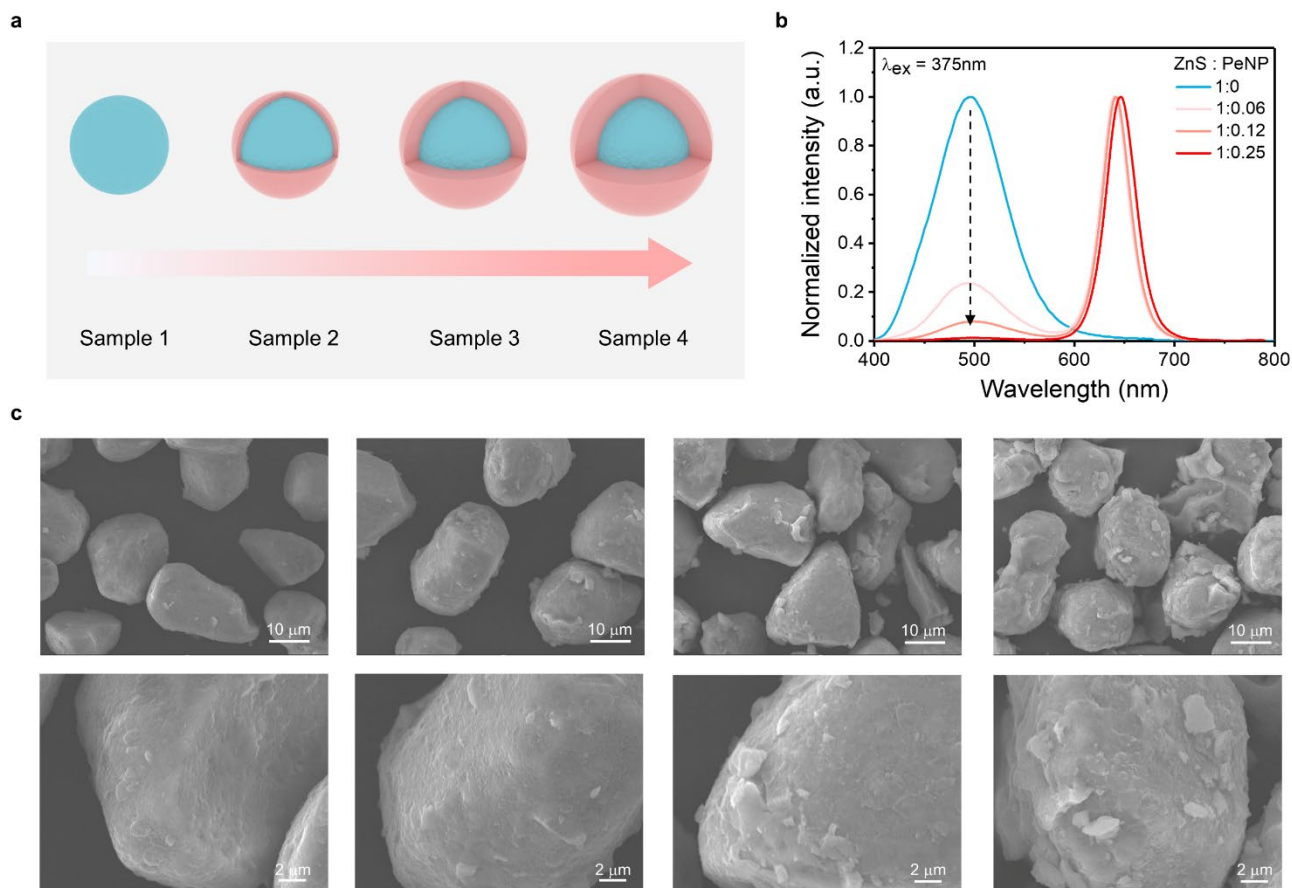 a
Sample 1
Sample 2
Sample 3
Sample 4
b
λex = 375nm
ZnS : PeNP
1:0
1:0.06
1:0.12
1:0.25
Normalized intensity (a.u.)
1.2
1.0
0.8
0.6
0.4
0.2
0.0
400 500 600 700 800
Wavelength (nm)
c
10 μm
10 μm
10 μm
10 μm
2 μm
2 μm
2 μm
2 μm